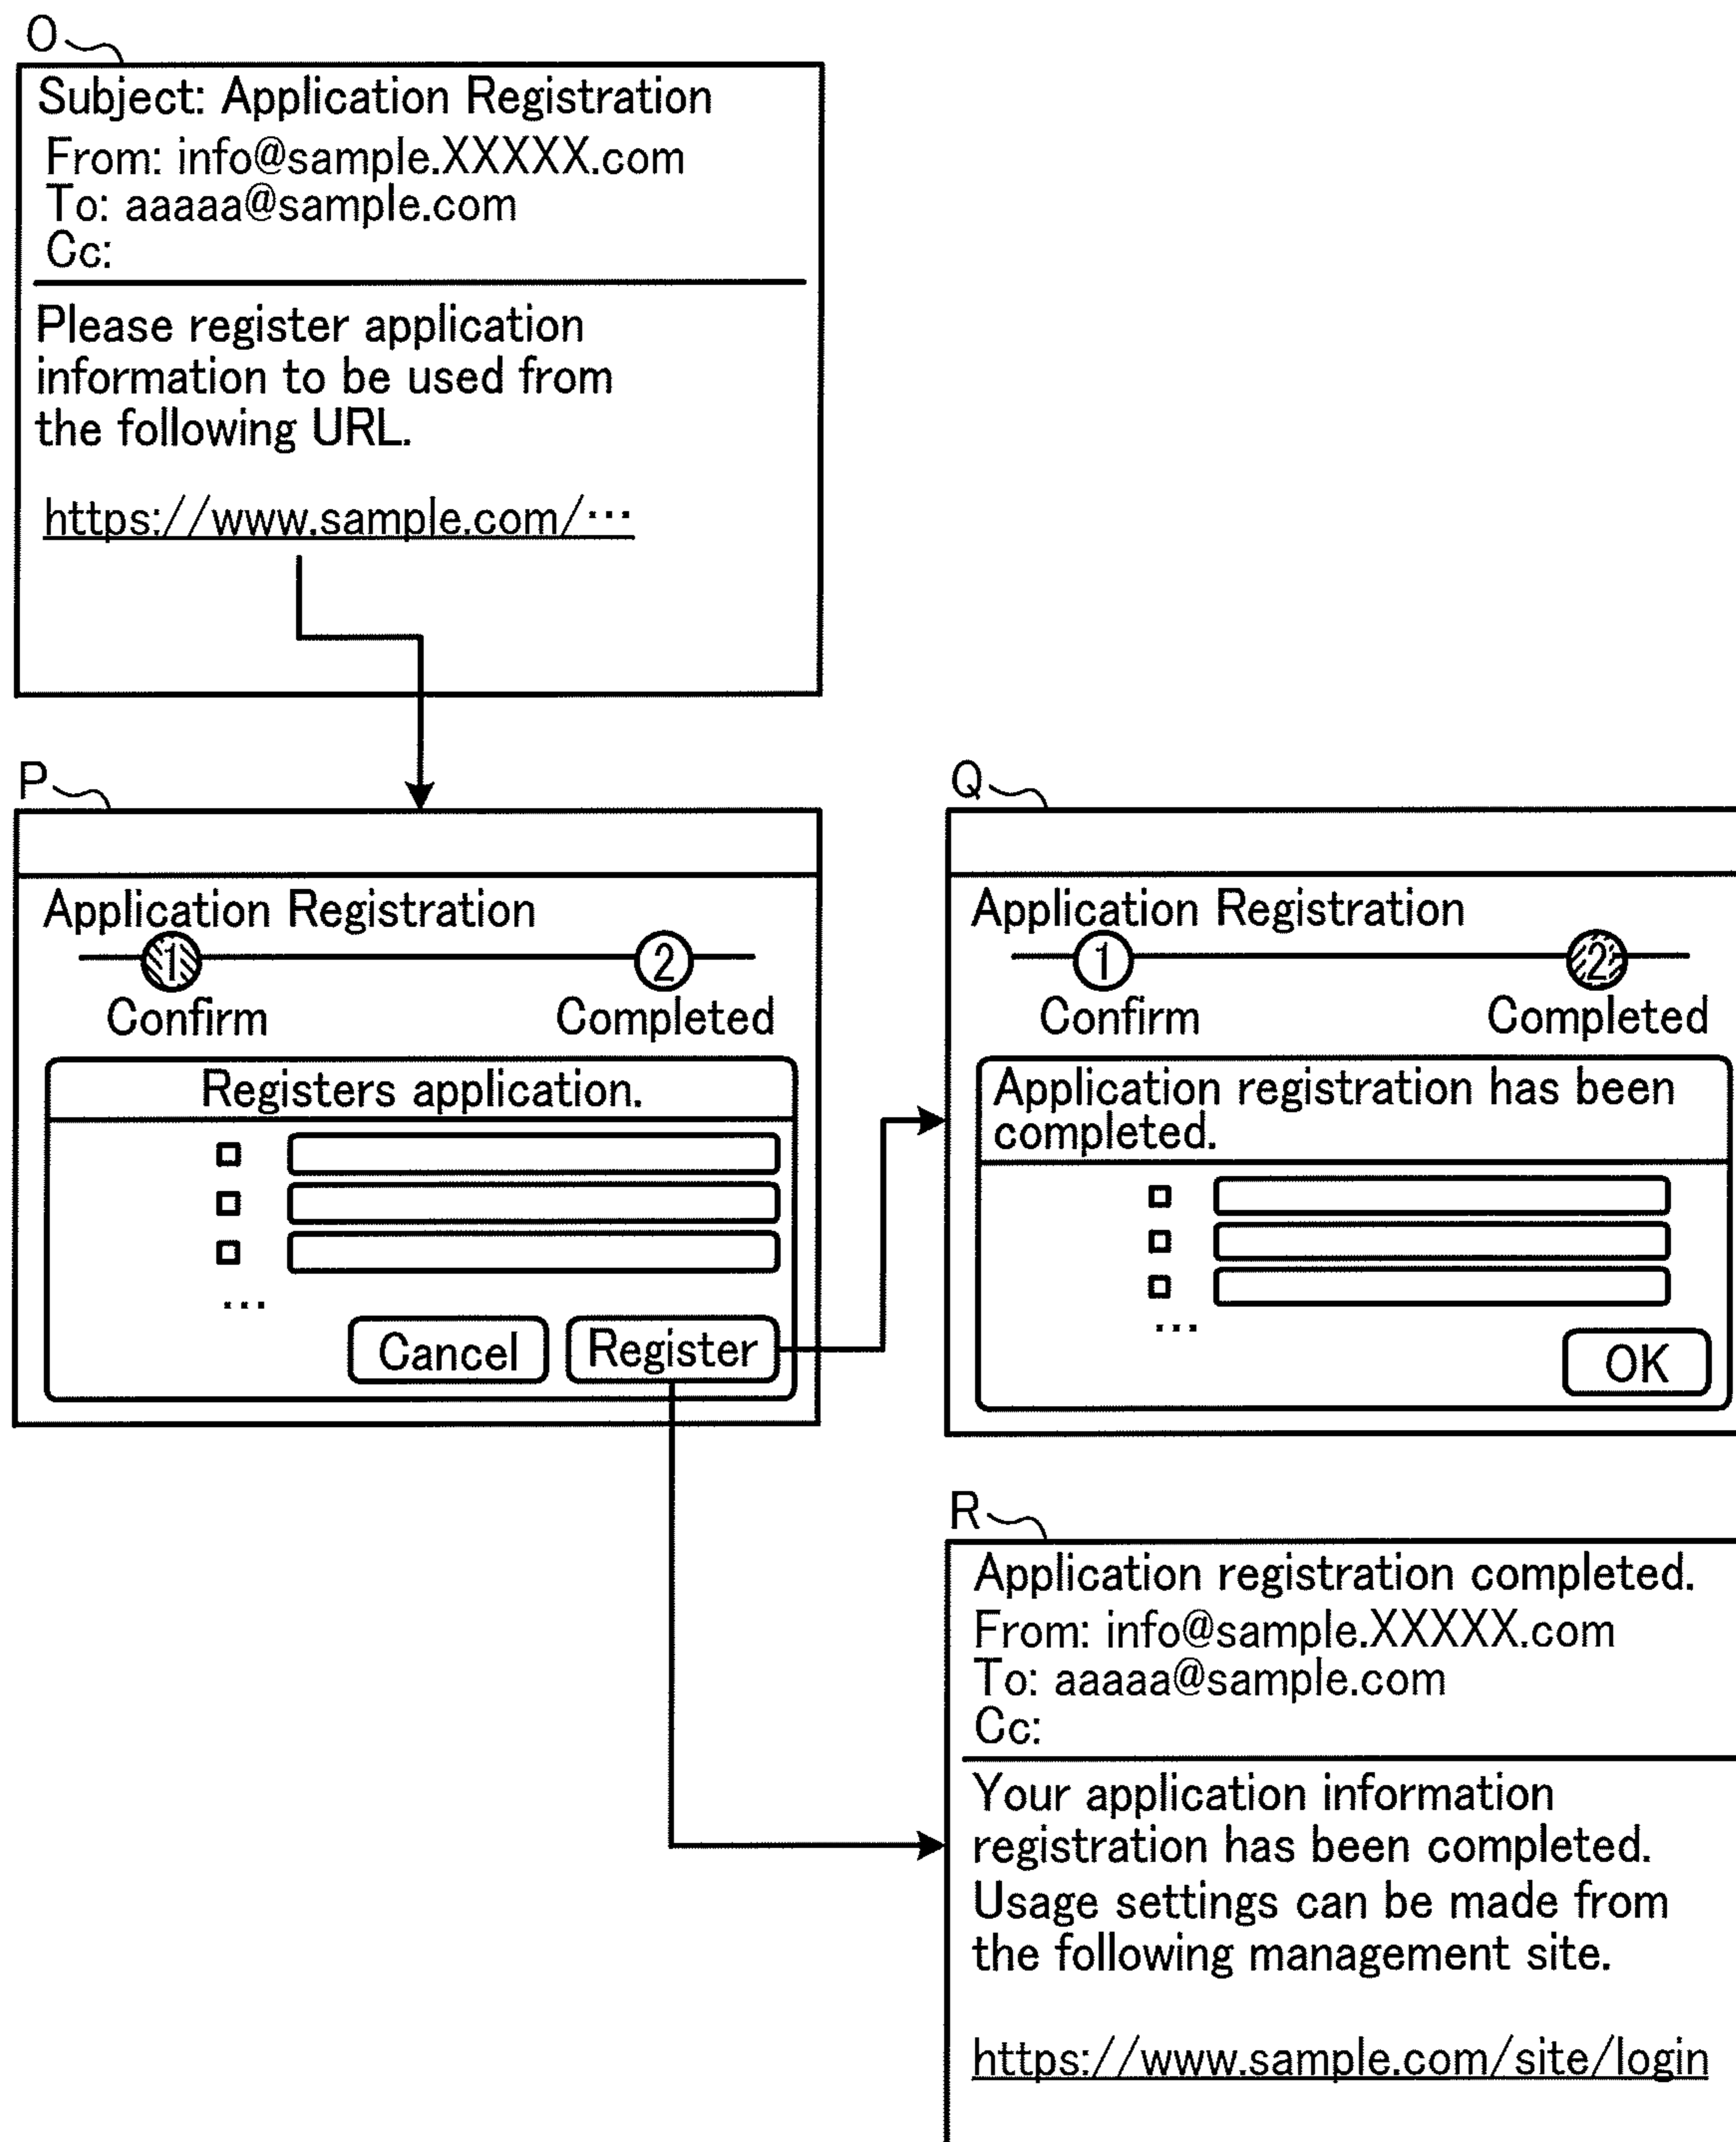 O
Subject: Application Registration
From: info@sample.XXXXX.com
To: aaaaa@sample.com
Cc:
Please register application
information to be used from
the following URL.
https://www.sample.com/…
P
Application Registration
1 2
Confirm Completed
Registers application.
…
Cancel Register
Q
Application Registration
1 2
Confirm Completed
Application registration has been
completed.
…
OK
R
Application registration completed.
From: info@sample.XXXXX.com
To: aaaaa@sample.com
Cc:
Your application information
registration has been completed.
Usage settings can be made from
the following management site.
https://www.sample.com/site/login